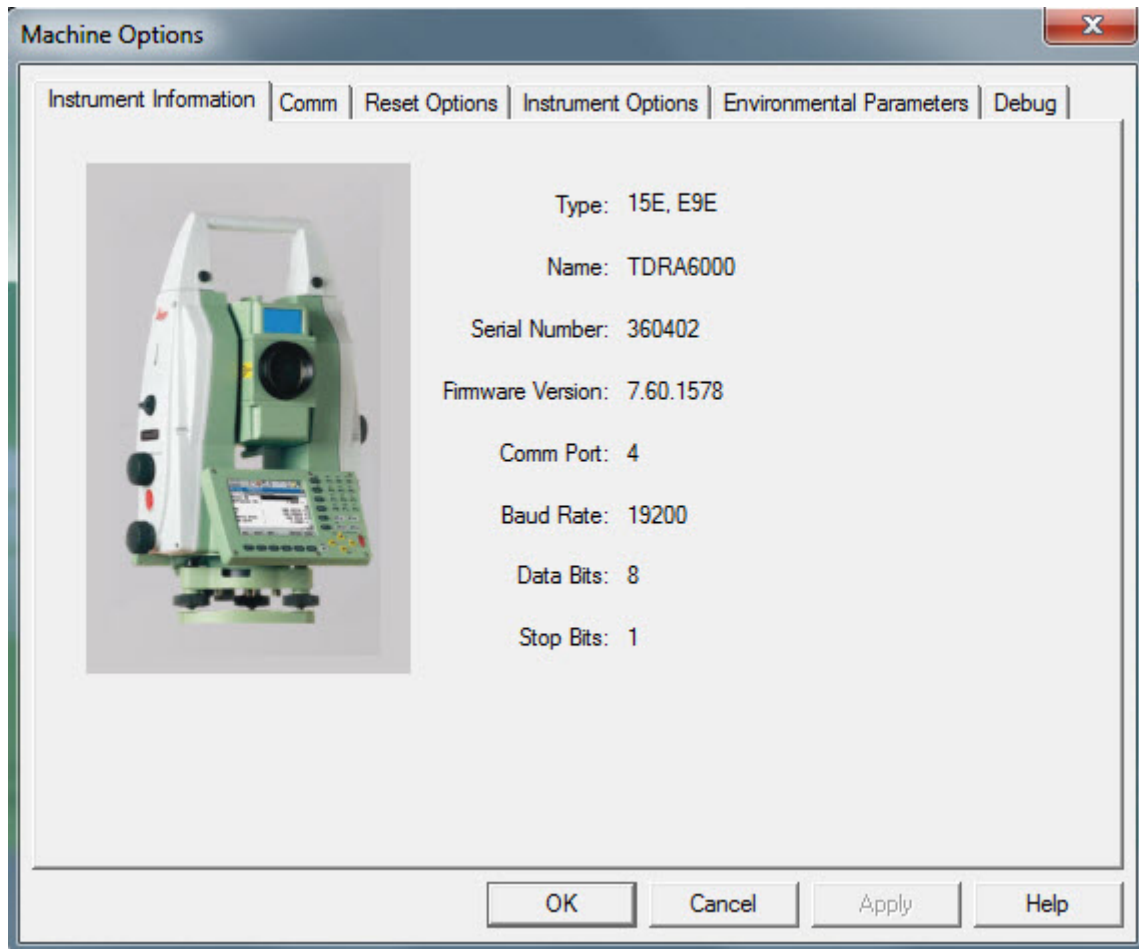 Machine Options
Instrument Information Comm Reset Options Instrument Options Environmental Parameters Debug
Type: 15E, E9E
Name: TDRA6000
Serial Number: 360402
Firmware Version: 7.60.1578
Comm Port: 4
Baud Rate: 19200
Data Bits: 8
Stop Bits: 1
OK Cancel Apply Help